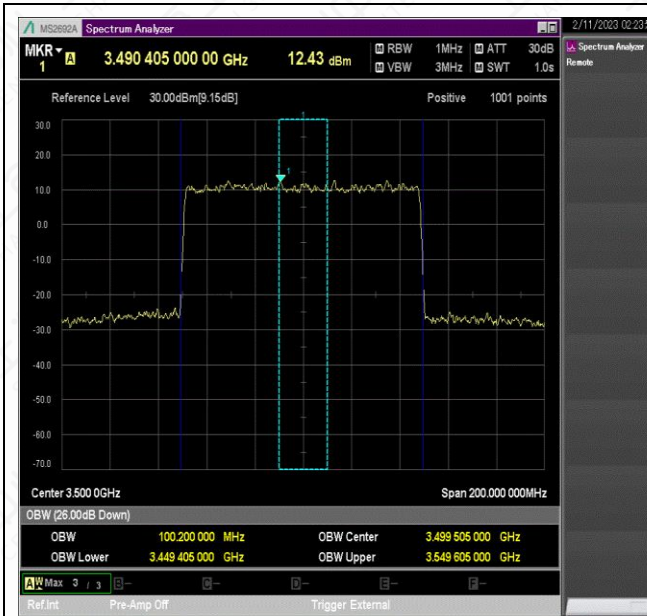 MS2692A Spectrum Analyzer
2/11/2023 02:23:5
MKR 1 A 3.490 405 000 00 GHz 12.43 dBm M RBW 1MHz M ATT 30dB
M VBW 3MHz M SWT 1.0s
Spectrum Analyzer
Remote
Reference Level 30.00dBm[9.15dB] Positive 1001 points
30.0
20.0
10.0
0.0
-10.0
-20.0
-30.0
-40.0
-50.0
-60.0
-70.0
1
Center 3.500 0GHz Span 200.000 000MHz
OBW (26.00dB Down)
OBW 100.200 000 MHz OBW Center 3.499 505 000 GHz
OBW Lower 3.449 405 000 GHz OBW Upper 3.549 605 000 GHz
A W Max 3 / 3 B- C- D- E- F-
Ref.Int Pre-Amp Off Trigger External